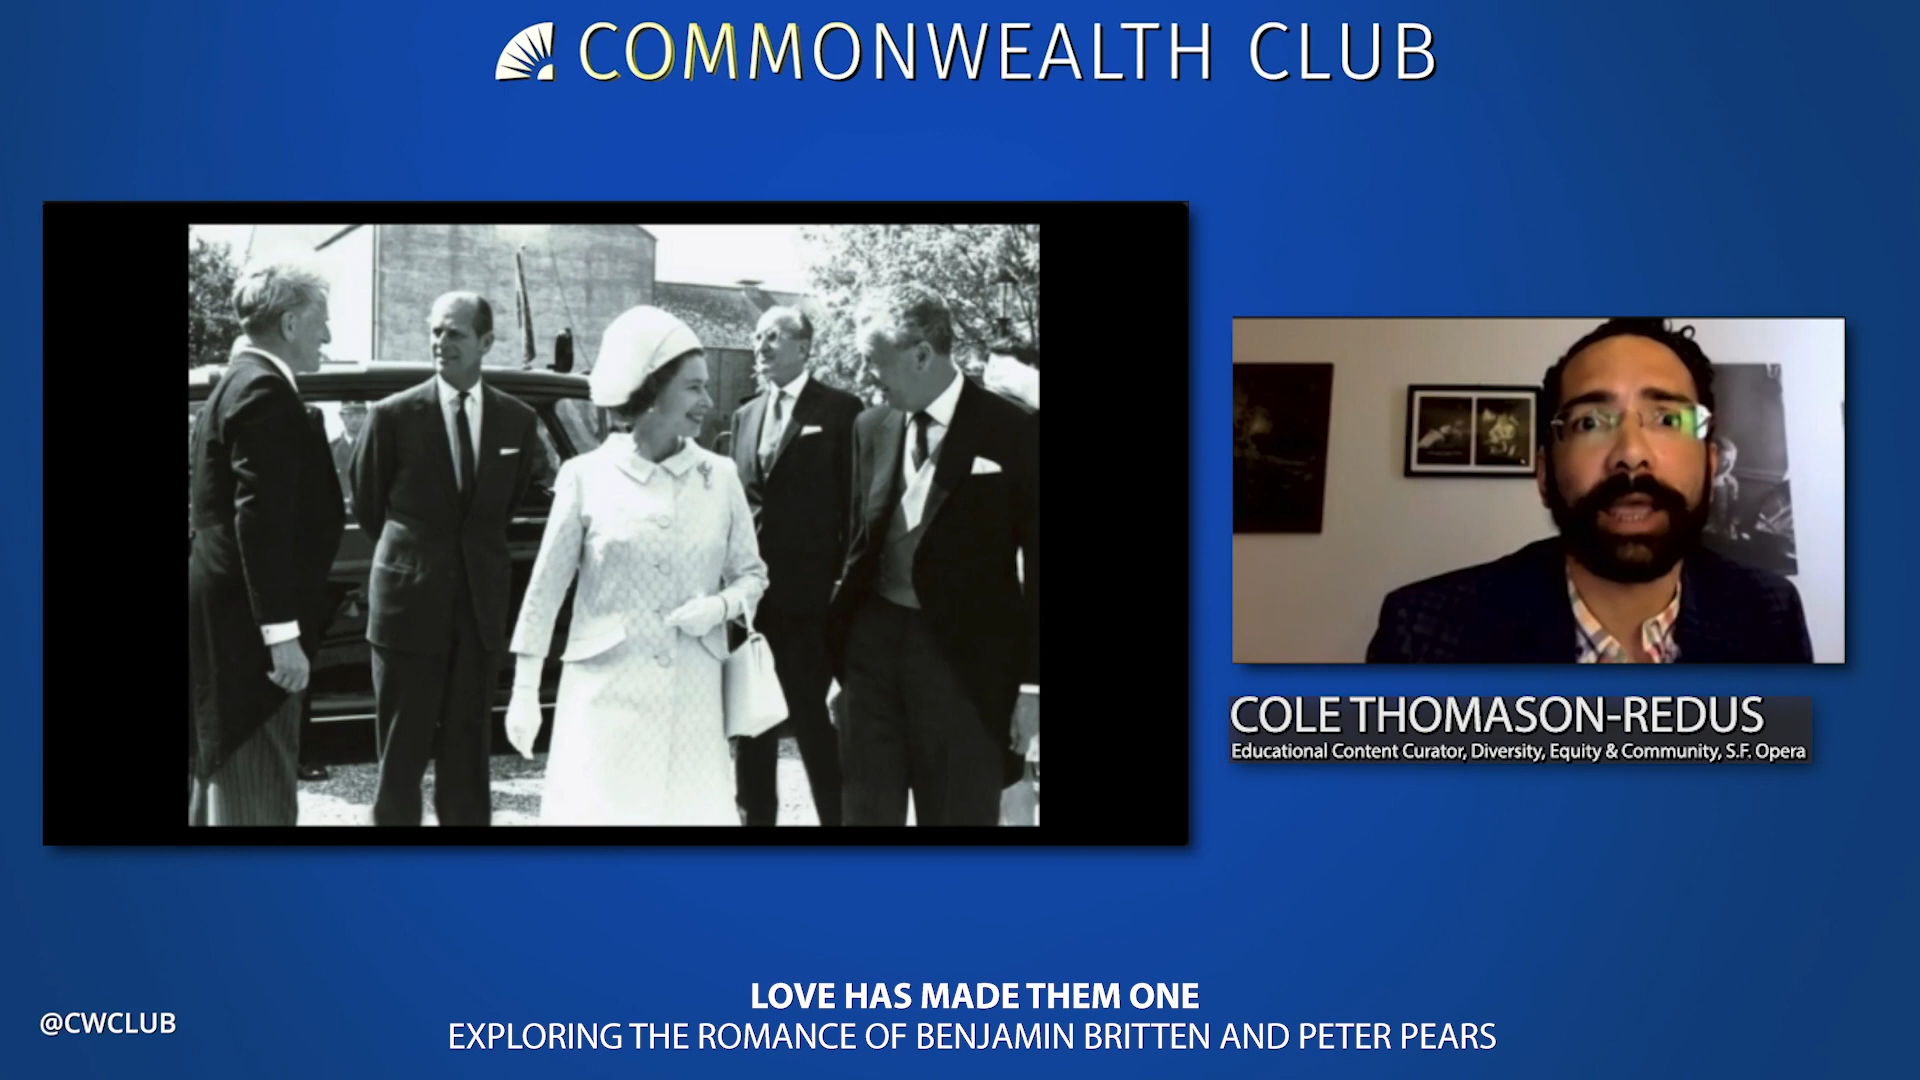 COMMONWEALTH CLUB
COLE THOMASON-REDUS
Educational Content Curator, Diversity, Equity & Community, S.F. Opera
LOVE HAS MADE THEM ONE
@CWCLUB
EXPLORING THE ROMANCE OF BENJAMIN BRITTEN AND PETER PEARS